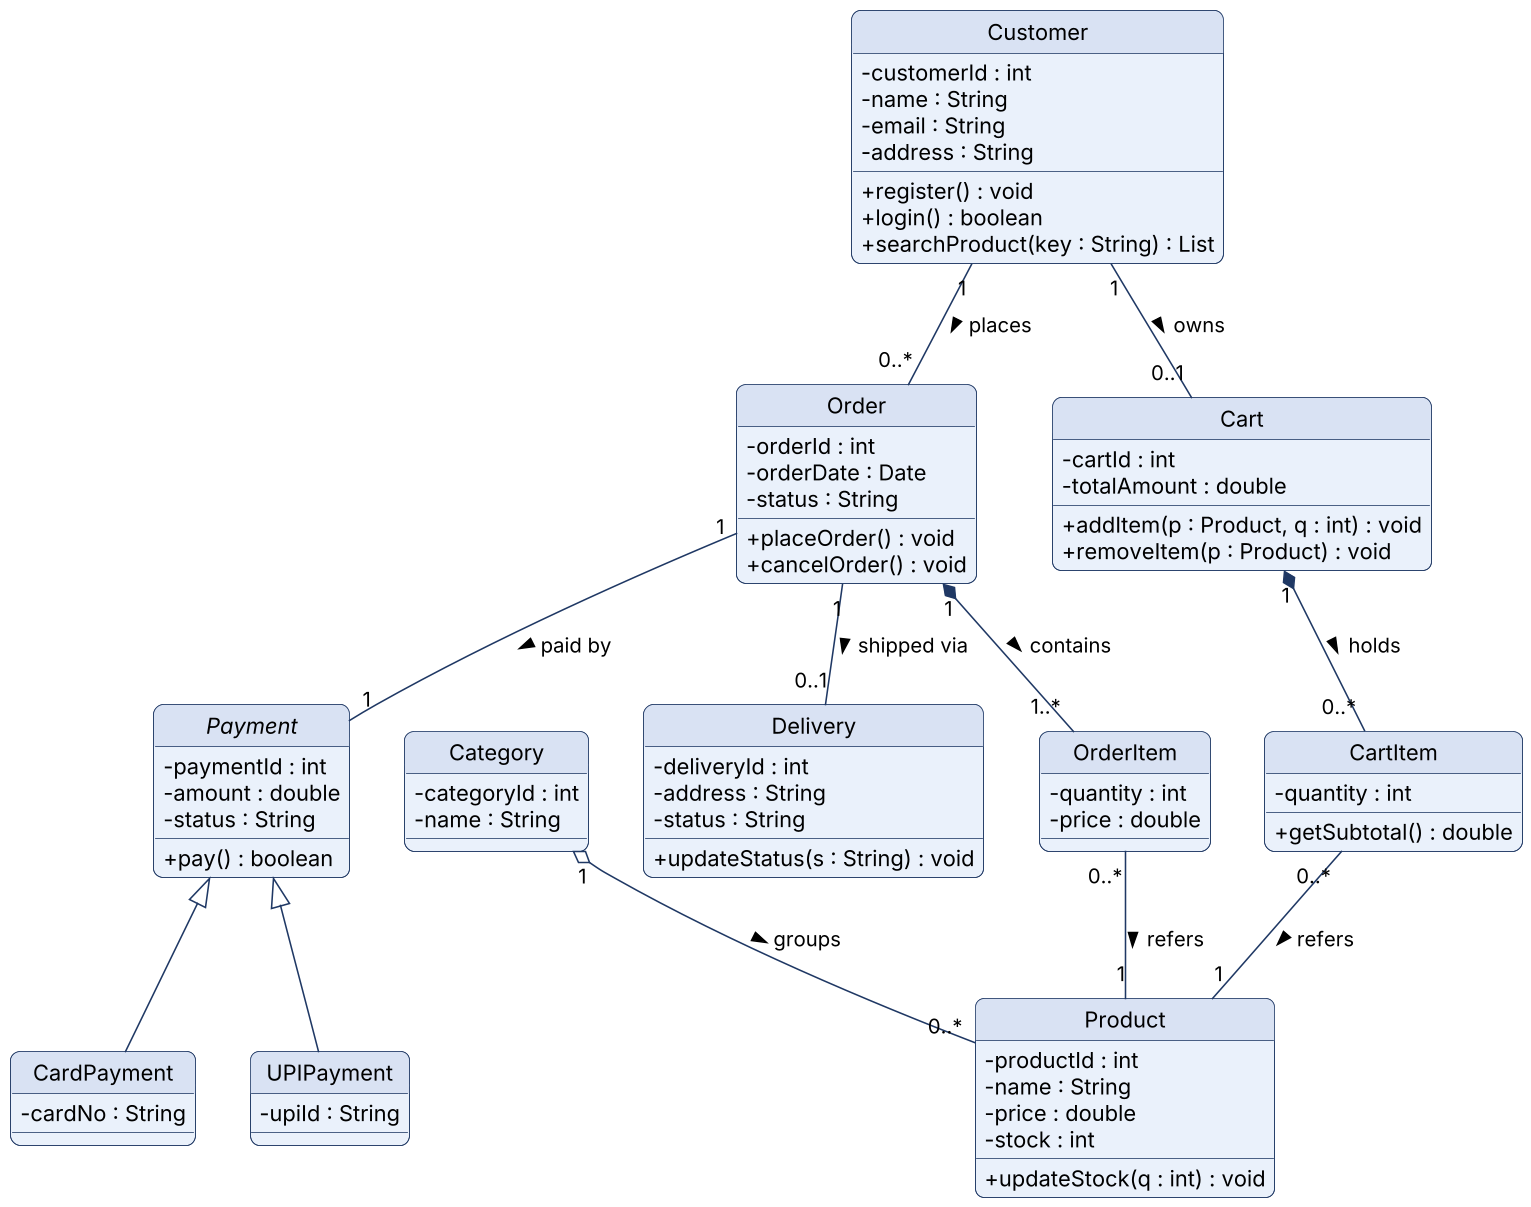 Customer
-customerId : int
-name : String
-email : String
-address : String
+register() : void
+login() : boolean
+searchProduct(key : String) : List
1
1
places
owns
0..*
0..1
Order
-orderId : int
-orderDate : Date
-status : String
+placeOrder() : void
+cancelOrder() : void
Cart
-cartId : int
-totalAmount : double
+addItem(p : Product, q : int) : void
+removeItem(p : Product) : void
1
1
1
1
paid by
shipped via
contains
holds
1
0..1
1..*
0..*
Payment
-paymentId : int
-amount : double
-status : String
+pay() : boolean
Category
-categoryId : int
-name : String
Delivery
-deliveryId : int
-address : String
-status : String
+updateStatus(s : String) : void
OrderItem
-quantity : int
-price : double
CartItem
-quantity : int
+getSubtotal() : double
1
0..*
0..*
groups
refers
refers
0..*
1
1
CardPayment
-cardNo : String
UPIPayment
-upiId : String
Product
-productId : int
-name : String
-price : double
-stock : int
+updateStock(q : int) : void